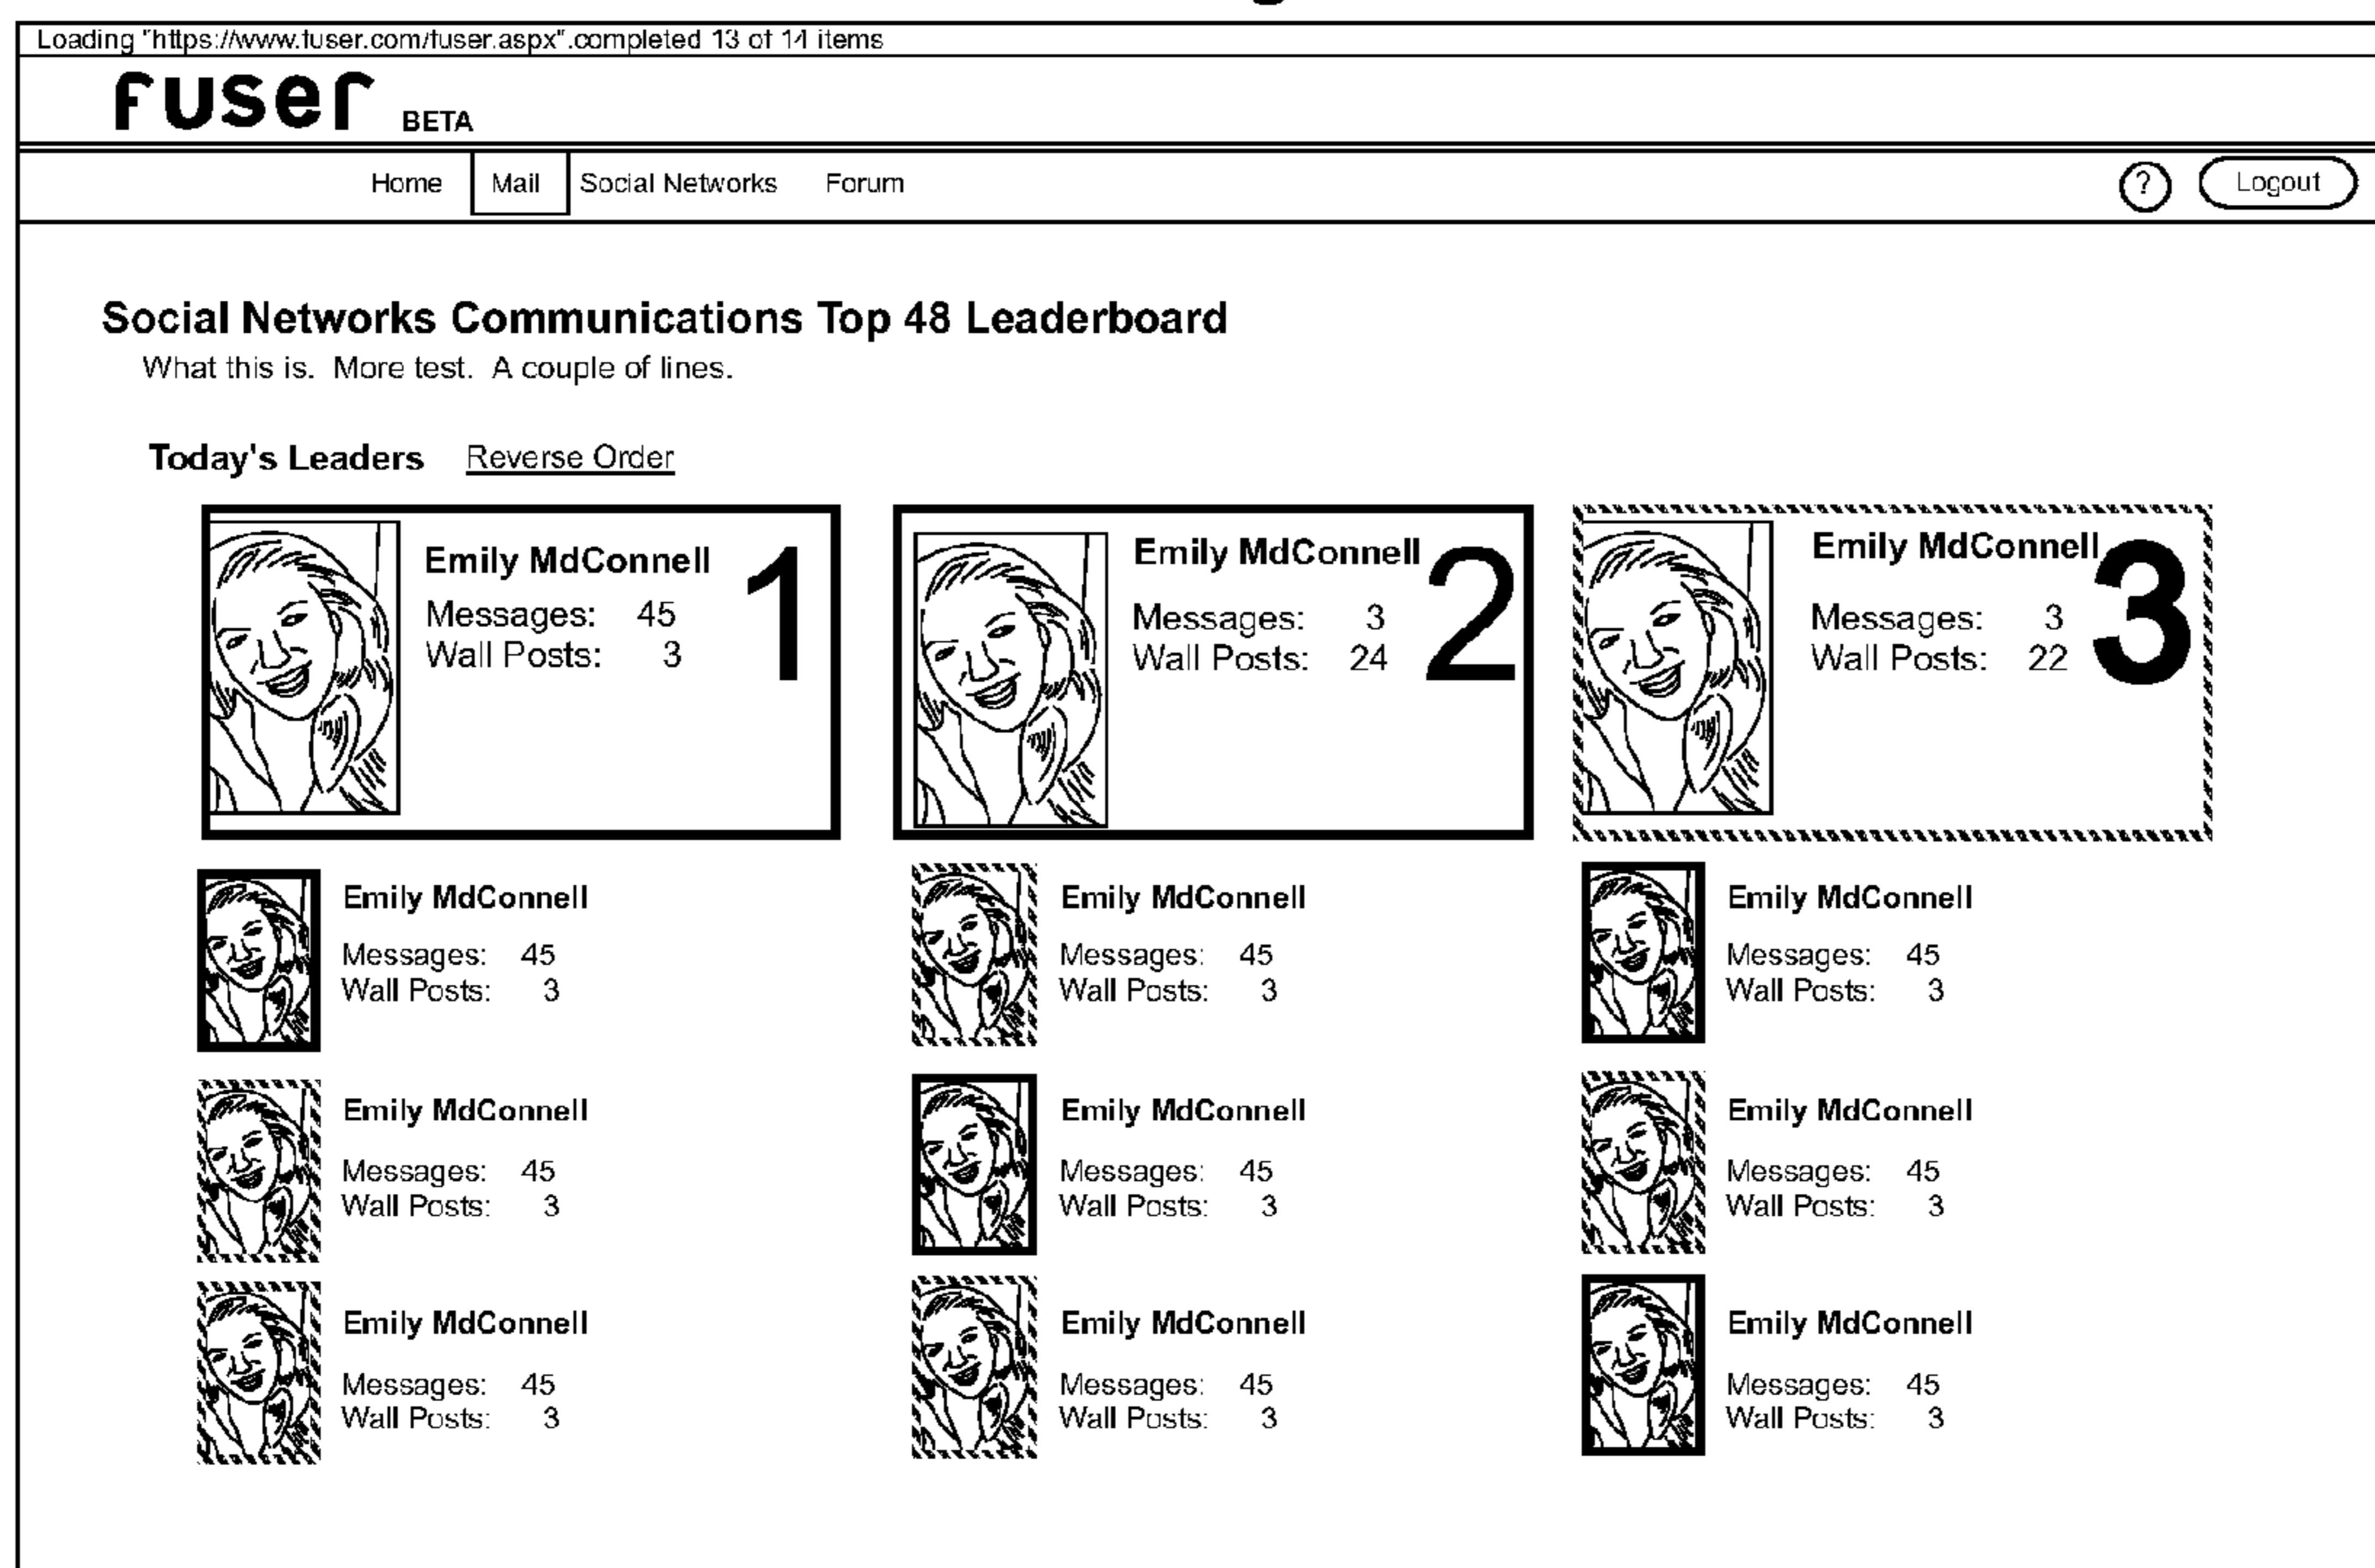 Loading "https://www.fuser.com/fuser.aspx".completed 13 of 14 items
fuser BETA
Home Mail Social Networks Forum ? Logout
Social Networks Communications Top 48 Leaderboard
What this is. More test. A couple of lines.
Today's Leaders Reverse Order
Emily MdConnell 1
Messages: 45
Wall Posts: 3
Emily MdConnell 2
Messages: 3
Wall Posts: 24
Emily MdConnell 3
Messages: 3
Wall Posts: 22
Emily MdConnell
Messages: 45
Wall Posts: 3
Emily MdConnell
Messages: 45
Wall Posts: 3
Emily MdConnell
Messages: 45
Wall Posts: 3
Emily MdConnell
Messages: 45
Wall Posts: 3
Emily MdConnell
Messages: 45
Wall Posts: 3
Emily MdConnell
Messages: 45
Wall Posts: 3
Emily MdConnell
Messages: 45
Wall Posts: 3
Emily MdConnell
Messages: 45
Wall Posts: 3
Emily MdConnell
Messages: 45
Wall Posts: 3